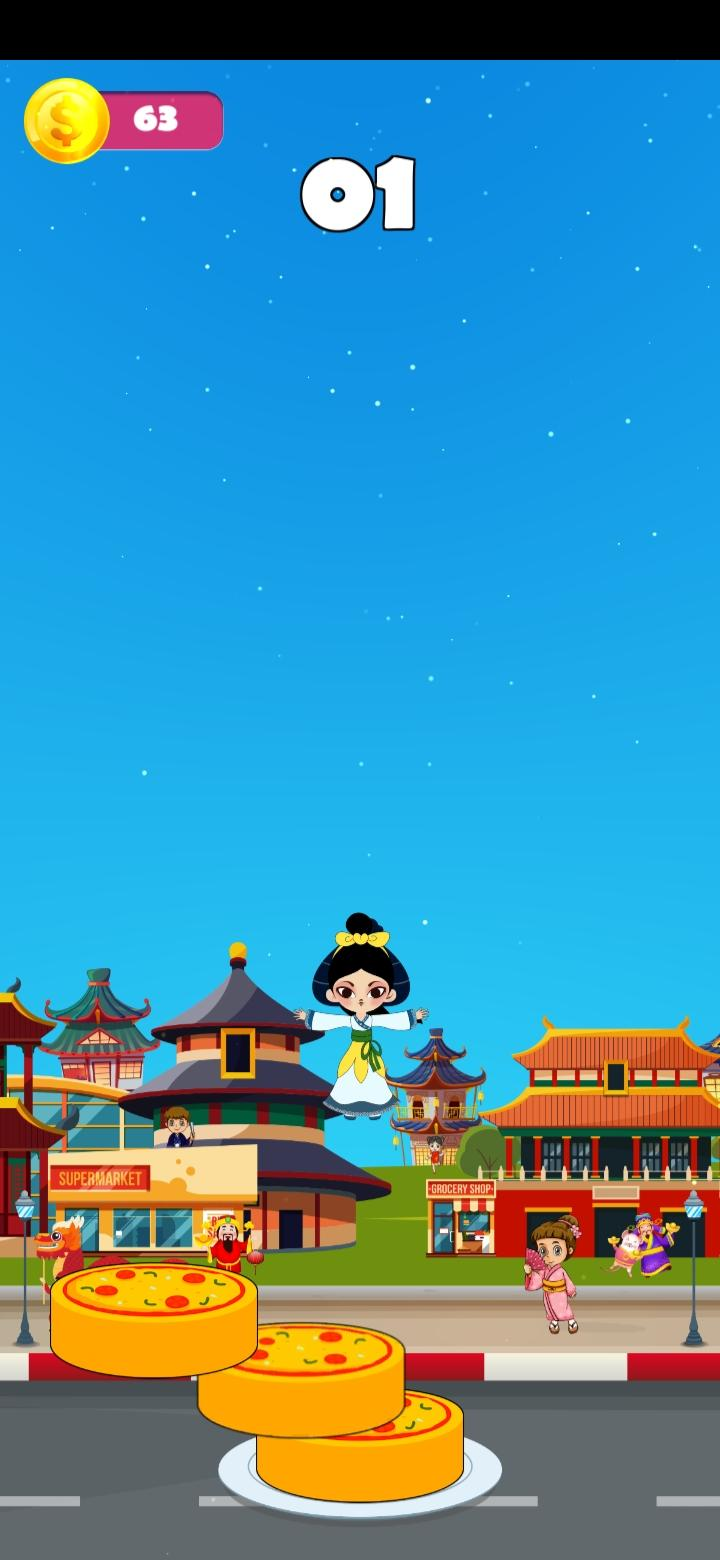 $ 63
01
SUPERMARKET
GROCERY SHOP